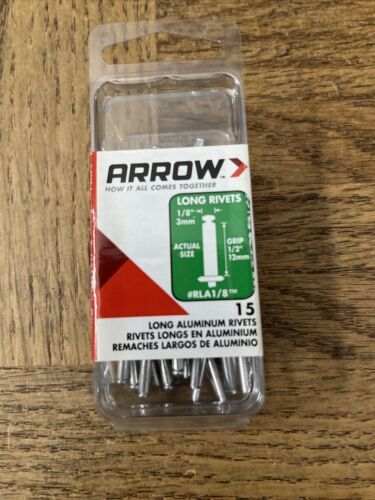 ARROW™
HOW IT ALL COMES TOGETHER
LONG RIVETS
1/8"
3mm
ACTUAL
SIZE
GRIP
1/2"
12mm
#RLA1/8™
15
LONG ALUMINUM RIVETS
RIVETS LONGS EN ALUMINIUM
REMACHES LARGOS DE ALUMINIO